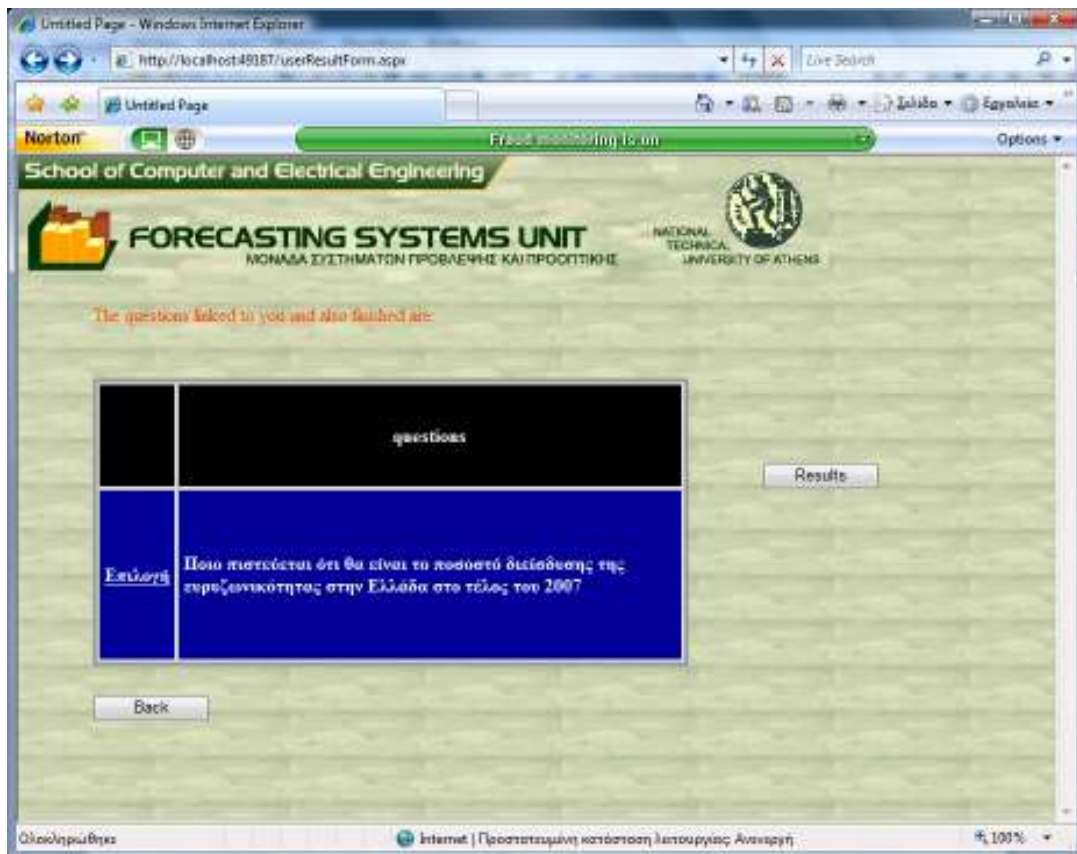 Untitled Page - Windows Internet Explorer
http://localhost:49187/userResultForm.aspx
Live Search
Untitled Page
Σελίδα
Εργαλεία
Norton
Fraud monitoring is on
Options
School of Computer and Electrical Engineering
FORECASTING SYSTEMS UNIT
ΜΟΝΑΔΑ ΣΥΣΤΗΜΑΤΩΝ ΠΡΟΒΛΕΨΗΣ ΚΑΙ ΠΡΟΟΠΤΙΚΗΣ
NATIONAL
TECHNICAL
UNIVERSITY OF ATHENS
The questions linked to you and also finished are:
questions
Results
Επιλογή
Ποιο πιστεύεται ότι θα είναι το ποσοστό διείσδυσης της
ευρυζωνικότητας στην Ελλάδα στο τέλος του 2007
Back
Ολοκληρώθηκε
Internet | Προστατευμένη κατάσταση λειτουργίας: Ανενεργή
100%